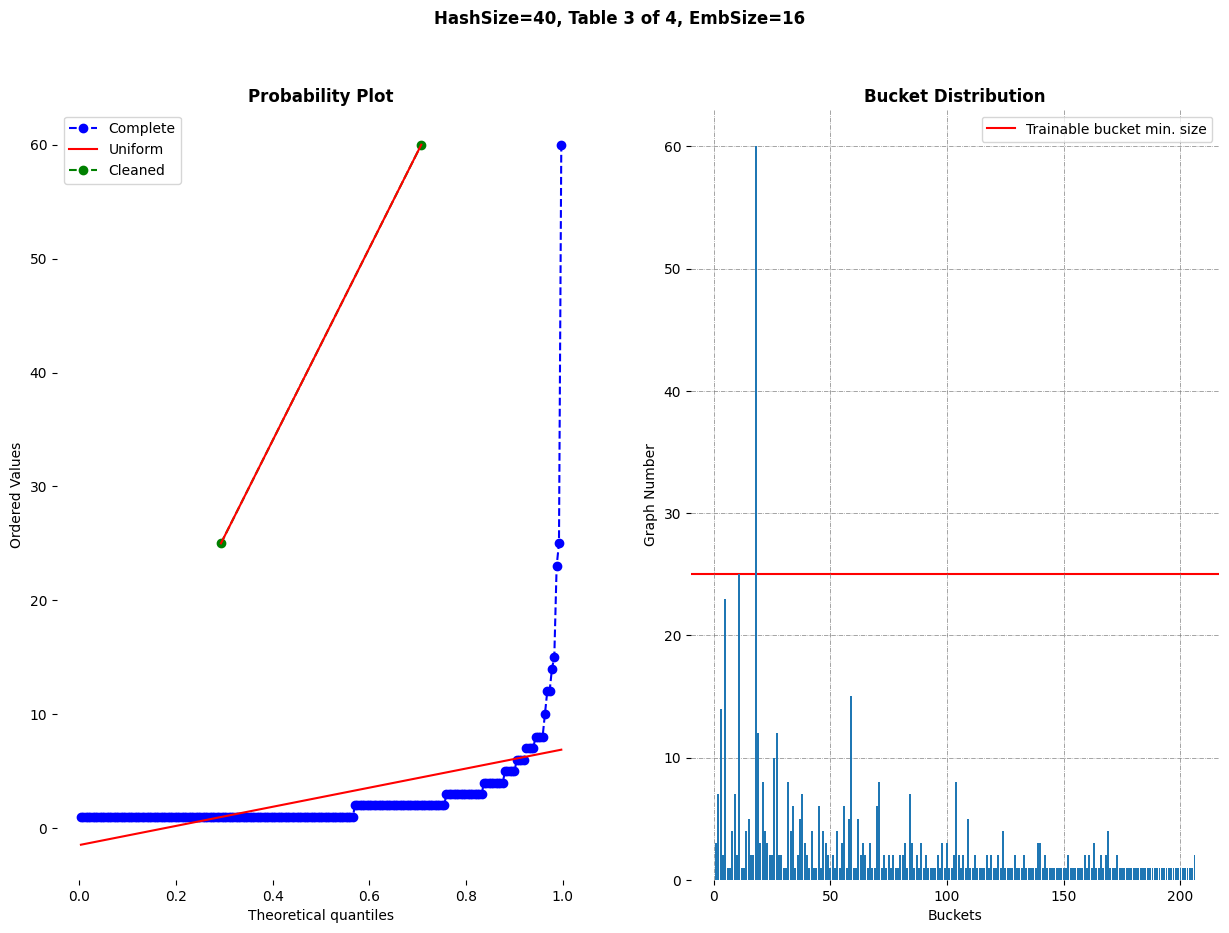 HashSize=40, Table 3 of 4, EmbSize=16
Probability Plot
Complete
Uniform
Cleaned
60
50
40
30
20
10
0
Ordered Values
0.0 0.2 0.4 0.6 0.8 1.0
Theoretical quantiles
Bucket Distribution
Trainable bucket min. size
60
50
40
30
20
10
0
Graph Number
0 50 100 150 200
Buckets